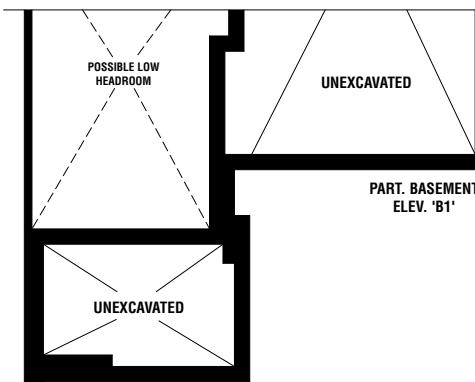 POSSIBLE LOW
HEADROOM
UNEXCAVATED
PART. BASEMENT
ELEV. 'B1'
UNEXCAVATED